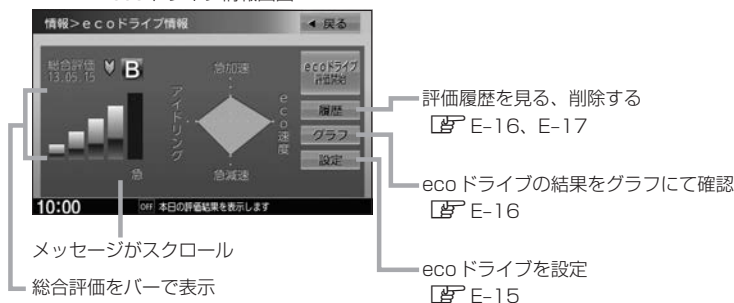 情報>ecoドライブ情報
◀ 戻る
総合評価
13.05.15
B
急加速
アイドリング
eco速度
急減速
急
ecoドライブ
評価開始
履歴
グラフ
設定
10:00
OFF 本日の評価結果を表示します
評価履歴を見る、削除する
E-16、E-17
ecoドライブの結果をグラフにて確認
E-16
ecoドライブを設定
E-15
メッセージがスクロール
総合評価をバーで表示